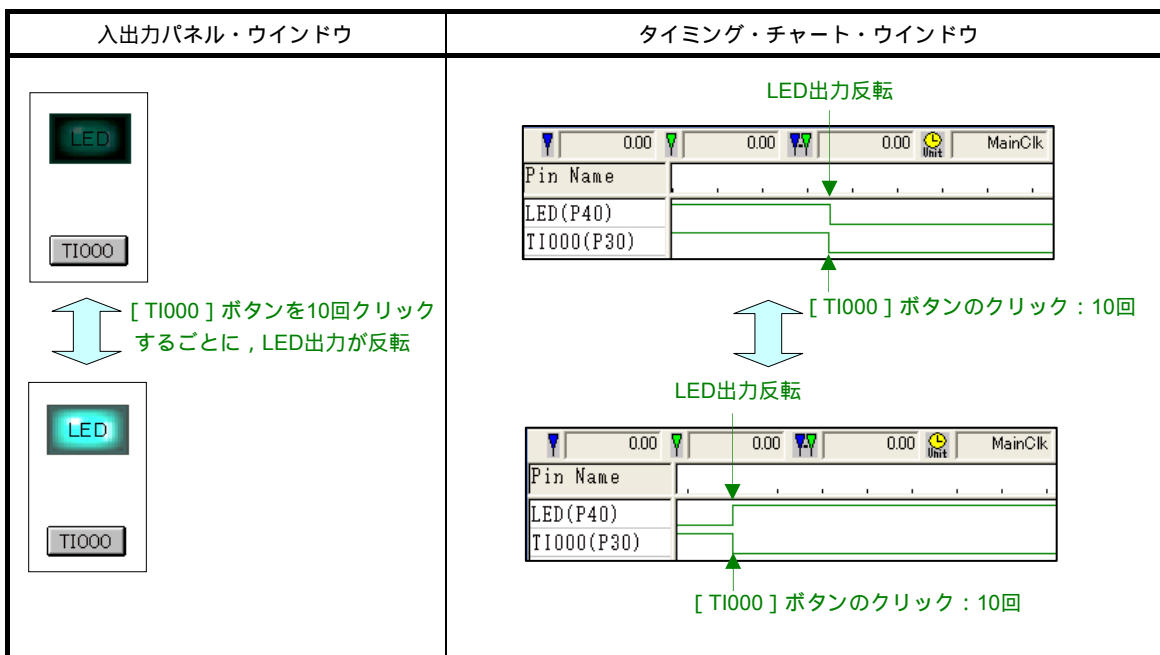 入出力パネル・ウインドウ
タイミング・チャート・ウインドウ
LED
TI000
[ TI000 ] ボタンを10回クリック
するごとに , LED出力が反転
LED
TI000
LED出力反転
0.00 0.00 0.00 Unit MainClk
Pin Name
LED(P40)
TI000(P30)
[ TI000 ] ボタンのクリック : 10回
LED出力反転
0.00 0.00 0.00 Unit MainClk
Pin Name
LED(P40)
TI000(P30)
[ TI000 ] ボタンのクリック : 10回